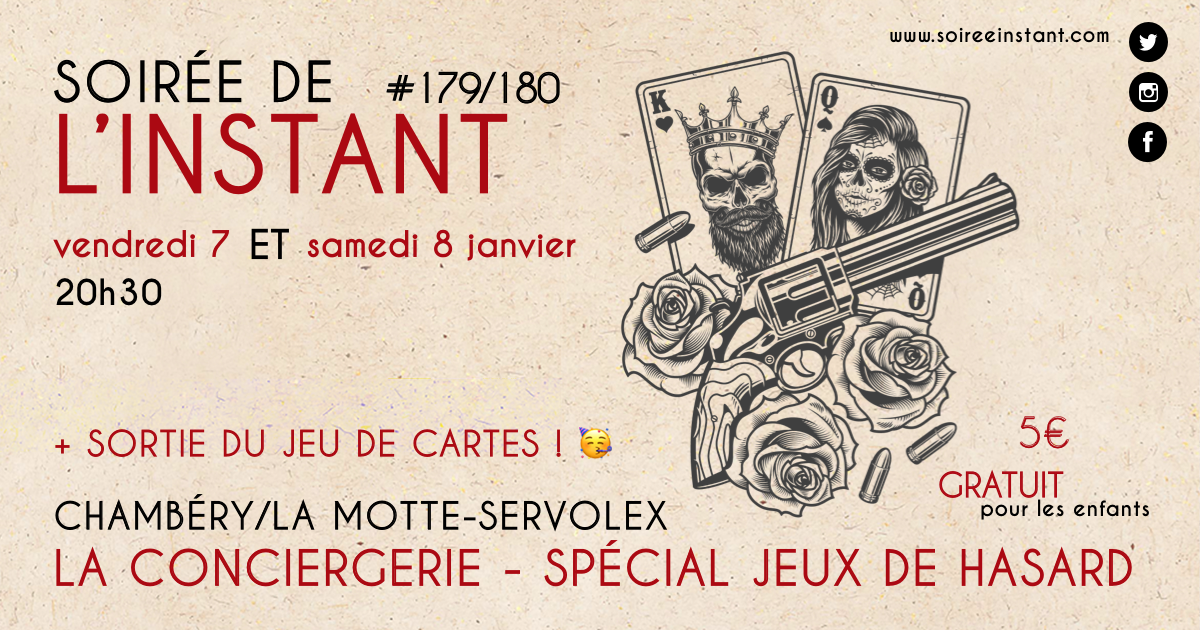 www.soireeinstant.com
SOIRÉE DE #179/180
L'INSTANT
vendredi 7 ET samedi 8 janvier
20h30
K
Q
Q
+ SORTIE DU JEU DE CARTES ! 🥳
5€
GRATUIT
pour les enfants
CHAMBÉRY/LA MOTTE-SERVOLEX
LA CONCIERGERIE - SPÉCIAL JEUX DE HASARD